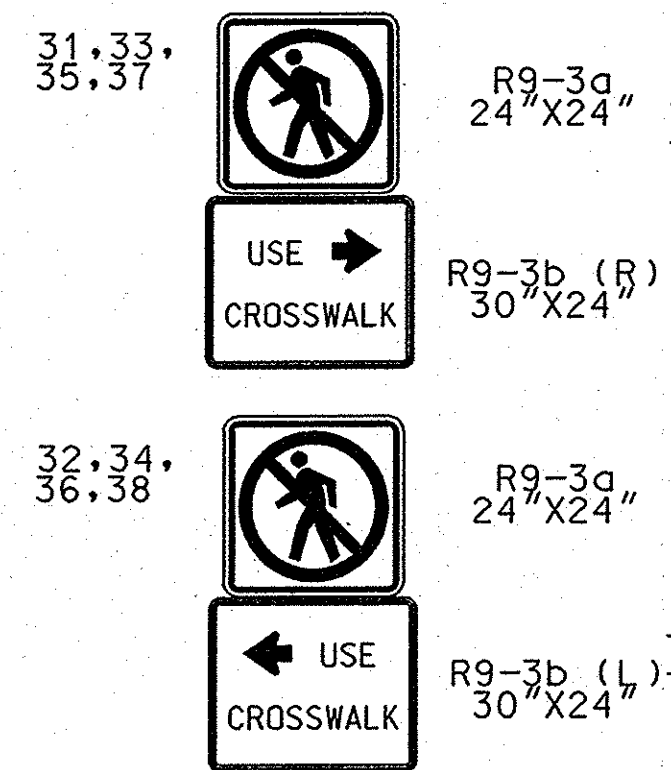 31,33,
35,37
R9-3a
24"X24"
USE
CROSSWALK
R9-3b (R)
30"X24"
32,34,
36,38
R9-3a
24"X24"
USE
CROSSWALK
R9-3b (L)
30"X24"